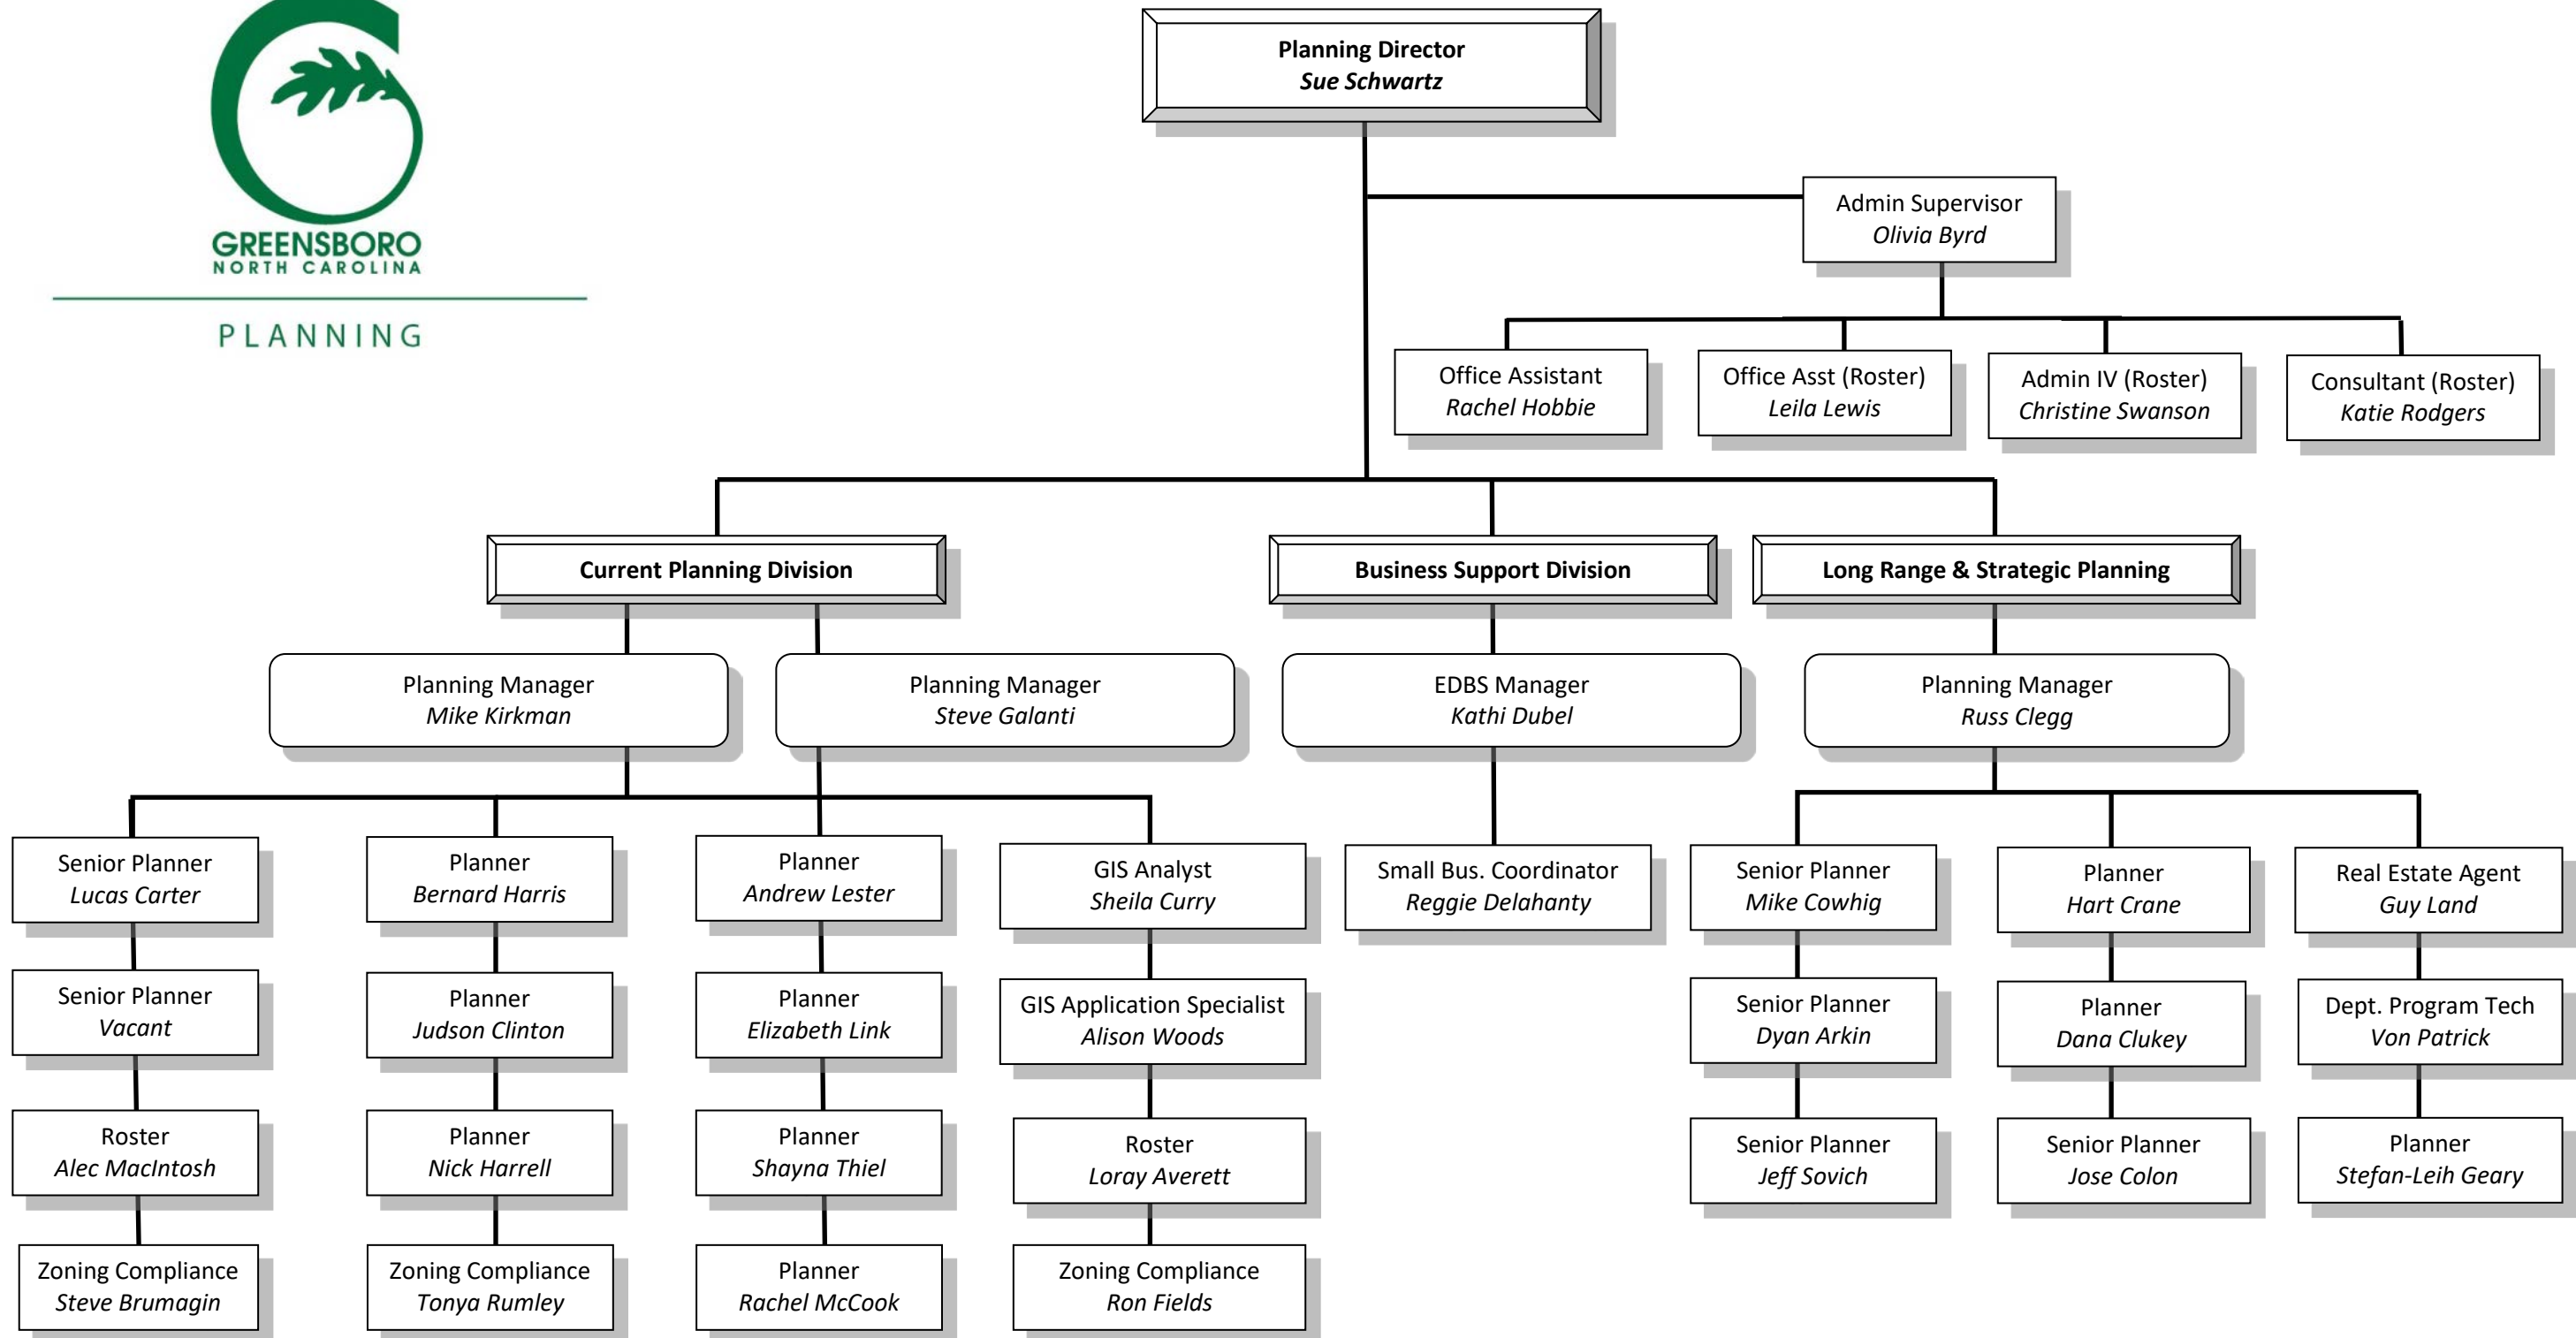 GREENSBORO
NORTH CAROLINA
PLANNING
Planning Director
Sue Schwartz
Admin Supervisor
Olivia Byrd
Office Assistant
Rachel Hobbie
Office Asst (Roster)
Leila Lewis
Admin IV (Roster)
Christine Swanson
Consultant (Roster)
Katie Rodgers
Current Planning Division
Business Support Division
Long Range & Strategic Planning
Planning Manager
Mike Kirkman
Planning Manager
Steve Galanti
EDBS Manager
Kathi Dubel
Planning Manager
Russ Clegg
Senior Planner
Lucas Carter
Planner
Bernard Harris
Planner
Andrew Lester
GIS Analyst
Sheila Curry
Small Bus. Coordinator
Reggie Delahanty
Senior Planner
Mike Cowhig
Planner
Hart Crane
Real Estate Agent
Guy Land
Senior Planner
Vacant
Planner
Judson Clinton
Planner
Elizabeth Link
GIS Application Specialist
Alison Woods
Senior Planner
Dyan Arkin
Planner
Dana Clukey
Dept. Program Tech
Von Patrick
Roster
Alec MacIntosh
Planner
Nick Harrell
Planner
Shayna Thiel
Roster
Loray Averett
Senior Planner
Jeff Sovich
Senior Planner
Jose Colon
Planner
Stefan-Leih Geary
Zoning Compliance
Steve Brumagin
Zoning Compliance
Tonya Rumley
Planner
Rachel McCook
Zoning Compliance
Ron Fields